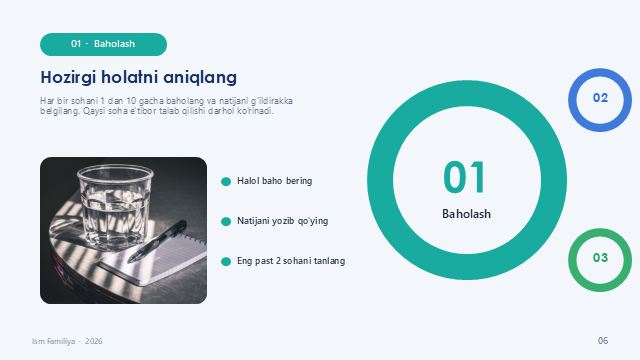 01 · Baholash
Hozirgi holatni aniqlang
Har bir sohani 1 dan 10 gacha baholang va natijani g'ildirakka
belgilang. Qaysi soha e'tibor talab qilishi darhol ko'rinadi.
Halol baho bering
Natijani yozib qo'ying
Eng past 2 sohani tanlang
01
Baholash
02
03
Ism Familiya · 2026
06